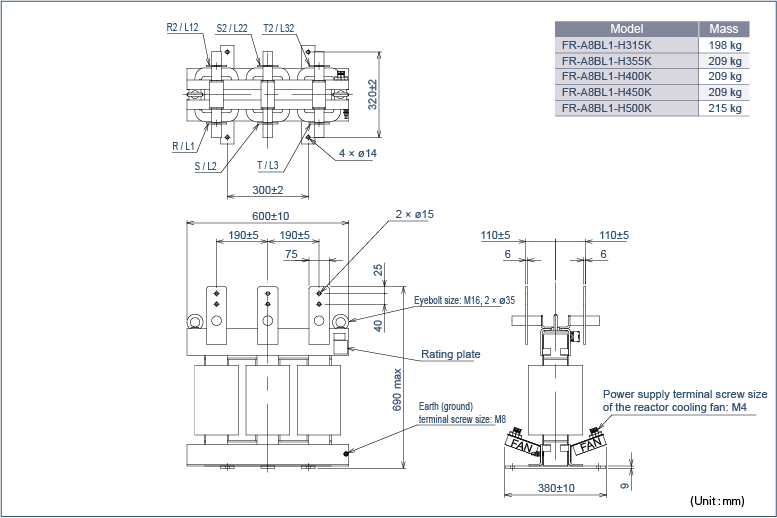 R2 / L12
S2 / L22
T2 / L32
R / L1
S / L2
T / L3
4 × ø14
320±2
300±2
Model Mass
FR-A8BL1-H315K 198 kg
FR-A8BL1-H355K 209 kg
FR-A8BL1-H400K 209 kg
FR-A8BL1-H450K 209 kg
FR-A8BL1-H500K 215 kg
600±10
2 × ø15
190±5
190±5
75
25
40
Eyebolt size: M16, 2 × ø35
Rating plate
690 max
Earth (ground)
terminal screw size: M8
110±5
110±5
6
6
Power supply terminal screw size
of the reactor cooling fan: M4
FAN
FAN
380±10
9
(Unit : mm)